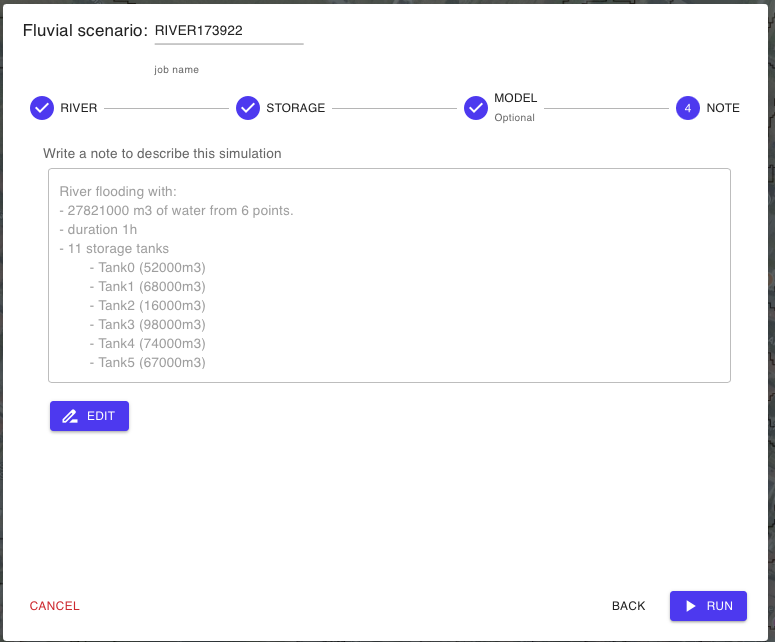 Fluvial scenario: RIVER173922
job name
RIVER
STORAGE
MODEL
Optional
4 NOTE
Write a note to describe this simulation
River flooding with:
- 27821000 m3 of water from 6 points.
- duration 1h
- 11 storage tanks
- Tank0 (52000m3)
- Tank1 (68000m3)
- Tank2 (16000m3)
- Tank3 (98000m3)
- Tank4 (74000m3)
- Tank5 (67000m3)
EDIT
CANCEL BACK RUN